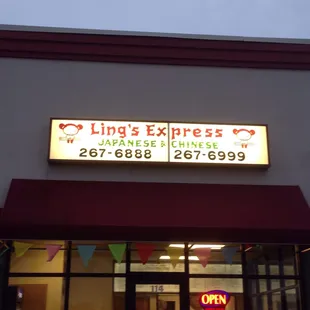 Ling's Express
JAPANESE & CHINESE
267-6888 267-6999
114
OPEN